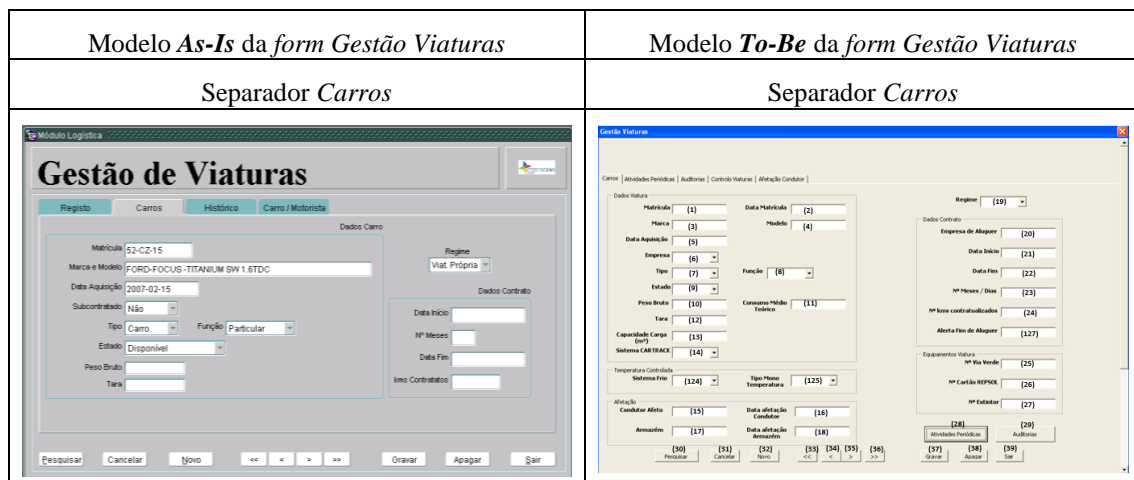 Modelo As-Is da form Gestão Viaturas
Modelo To-Be da form Gestão Viaturas
Separador Carros
Separador Carros
Módulo Logística
Gestão de Viaturas
Registo Carros Histórico Carro / Motorista
Dados Carro
Matrícula 52-CZ-15
Marca e Modelo FORD-FOCUS -TITANIUM SW 1.6TDC
Data Aquisição 2007-02-15
Subcontratado Não
Tipo Carro Função Particular
Estado Disponível
Peso Bruto
Tara
Regime
Viat. Própria
Dados Contrato
Data Início
Nº Meses
Data Fim
kms Contratatos
Pesquisar Cancelar Novo << < > >> Gravar Apagar Sair
Gestão Viaturas
Carros Atividades Periódicas Auditorias Controlo Viaturas Afetação Condutor
Dados Viatura
Matrícula (1) Data Matrícula (2)
Marca (3) Modelo (4)
Data Aquisição (5)
Empresa (6)
Tipo (7) Função (8)
Estado (9)
Peso Bruto (10) Consumo Médio Teórico (11)
Tara (12)
Capacidade Carga (m³) (13)
Sistema CARTRACK (14)
Temperatura Controlada
Sistema Frio (124) Tipo Mono Temperatura (125)
Afetação
Condutor Afeto (15) Data afetação Condutor (16)
Armazém (17) Data afetação Armazém (18)
Regime (19)
Dados Contrato
Empresa de Aluguer (20)
Data Início (21)
Data Fim (22)
Nº Meses / Dias (23)
Nº kms contratualizados (24)
Alerta Fim de Aluguer (127)
Equipamentos Viatura
Nº Via Verde (25)
Nº Cartão REPSOL (26)
Nº Extintor (27)
(28) (29)
Atividades Periódicas Auditorias
(30) (31) (32) (33) (34) (35) (36) (37) (38) (39)
Pesquisar Cancelar Novo << < > >> Gravar Apagar Sair